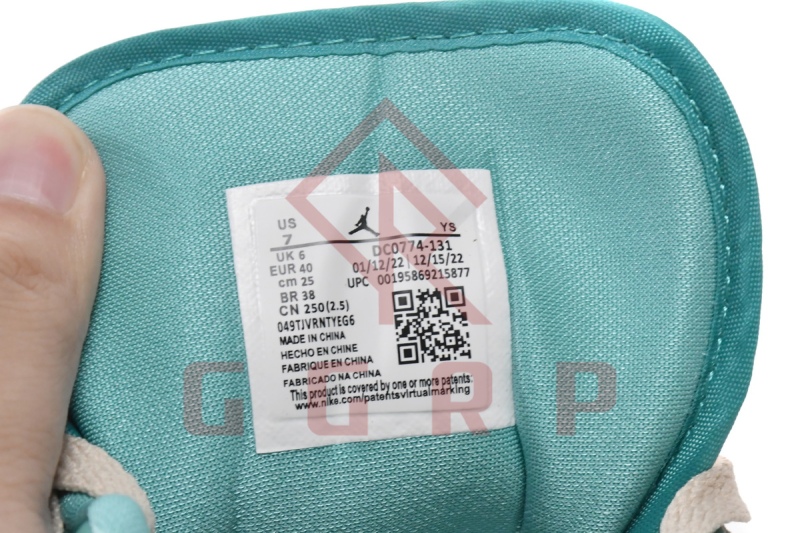 US
7
YS
UK 6
EUR 40
cm 25
BR 38
CN 250(2.5)
DC0774-131
01/12/22 | 12/15/22
UPC 00195869215877
049TJVRNTYEG6
MADE IN CHINA
HECHO EN CHINE
FABRIQUE EN CHINA
FABRICADO NA CHINA
This product is covered by one or more patents:
www.nike.com/patentsvirtualmarking
GURP